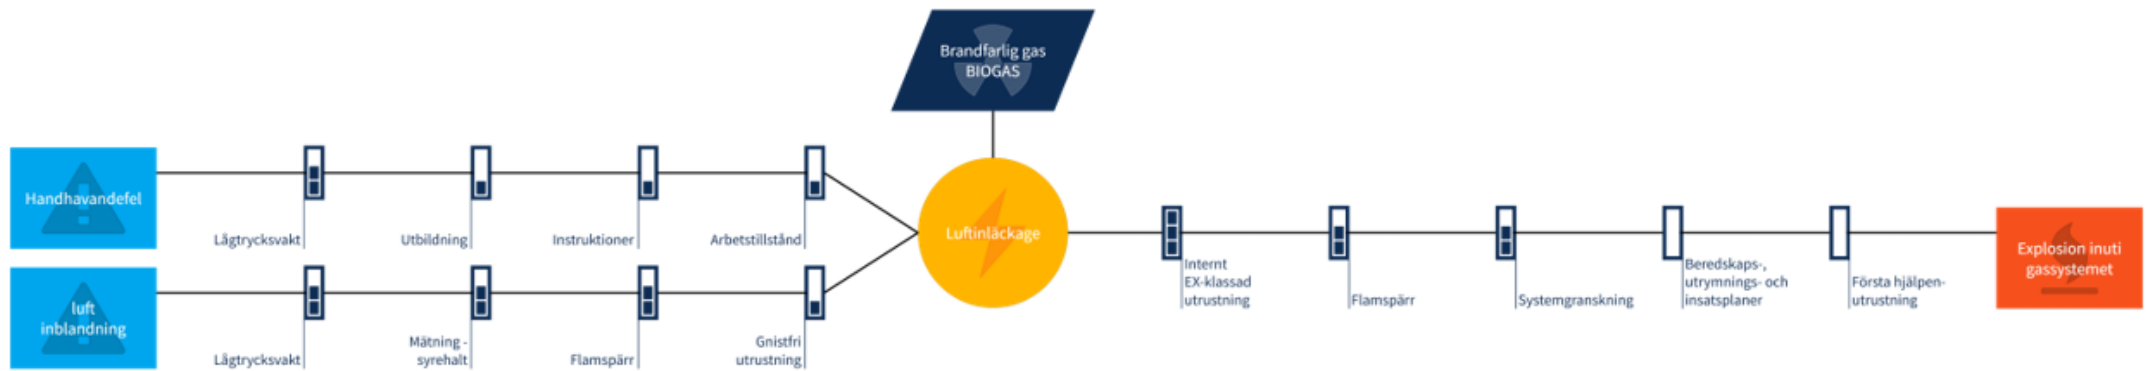 Brandfarlig gas
BIOGAS
Handhavandefel
Lågtrycksvakt
Utbildning
Instruktioner
Arbetstillstånd
luft
inblandning
Lågtrycksvakt
Mätning -
syrehalt
Flamspärr
Gnistfri
utrustning
Luftinläckage
Internt
EX-klassad
utrustning
Flamspärr
Systemgranskning
Beredskaps-,
utrymnings- och
insatsplaner
Första hjälpen-
utrustning
Explosion inuti
gassystemet